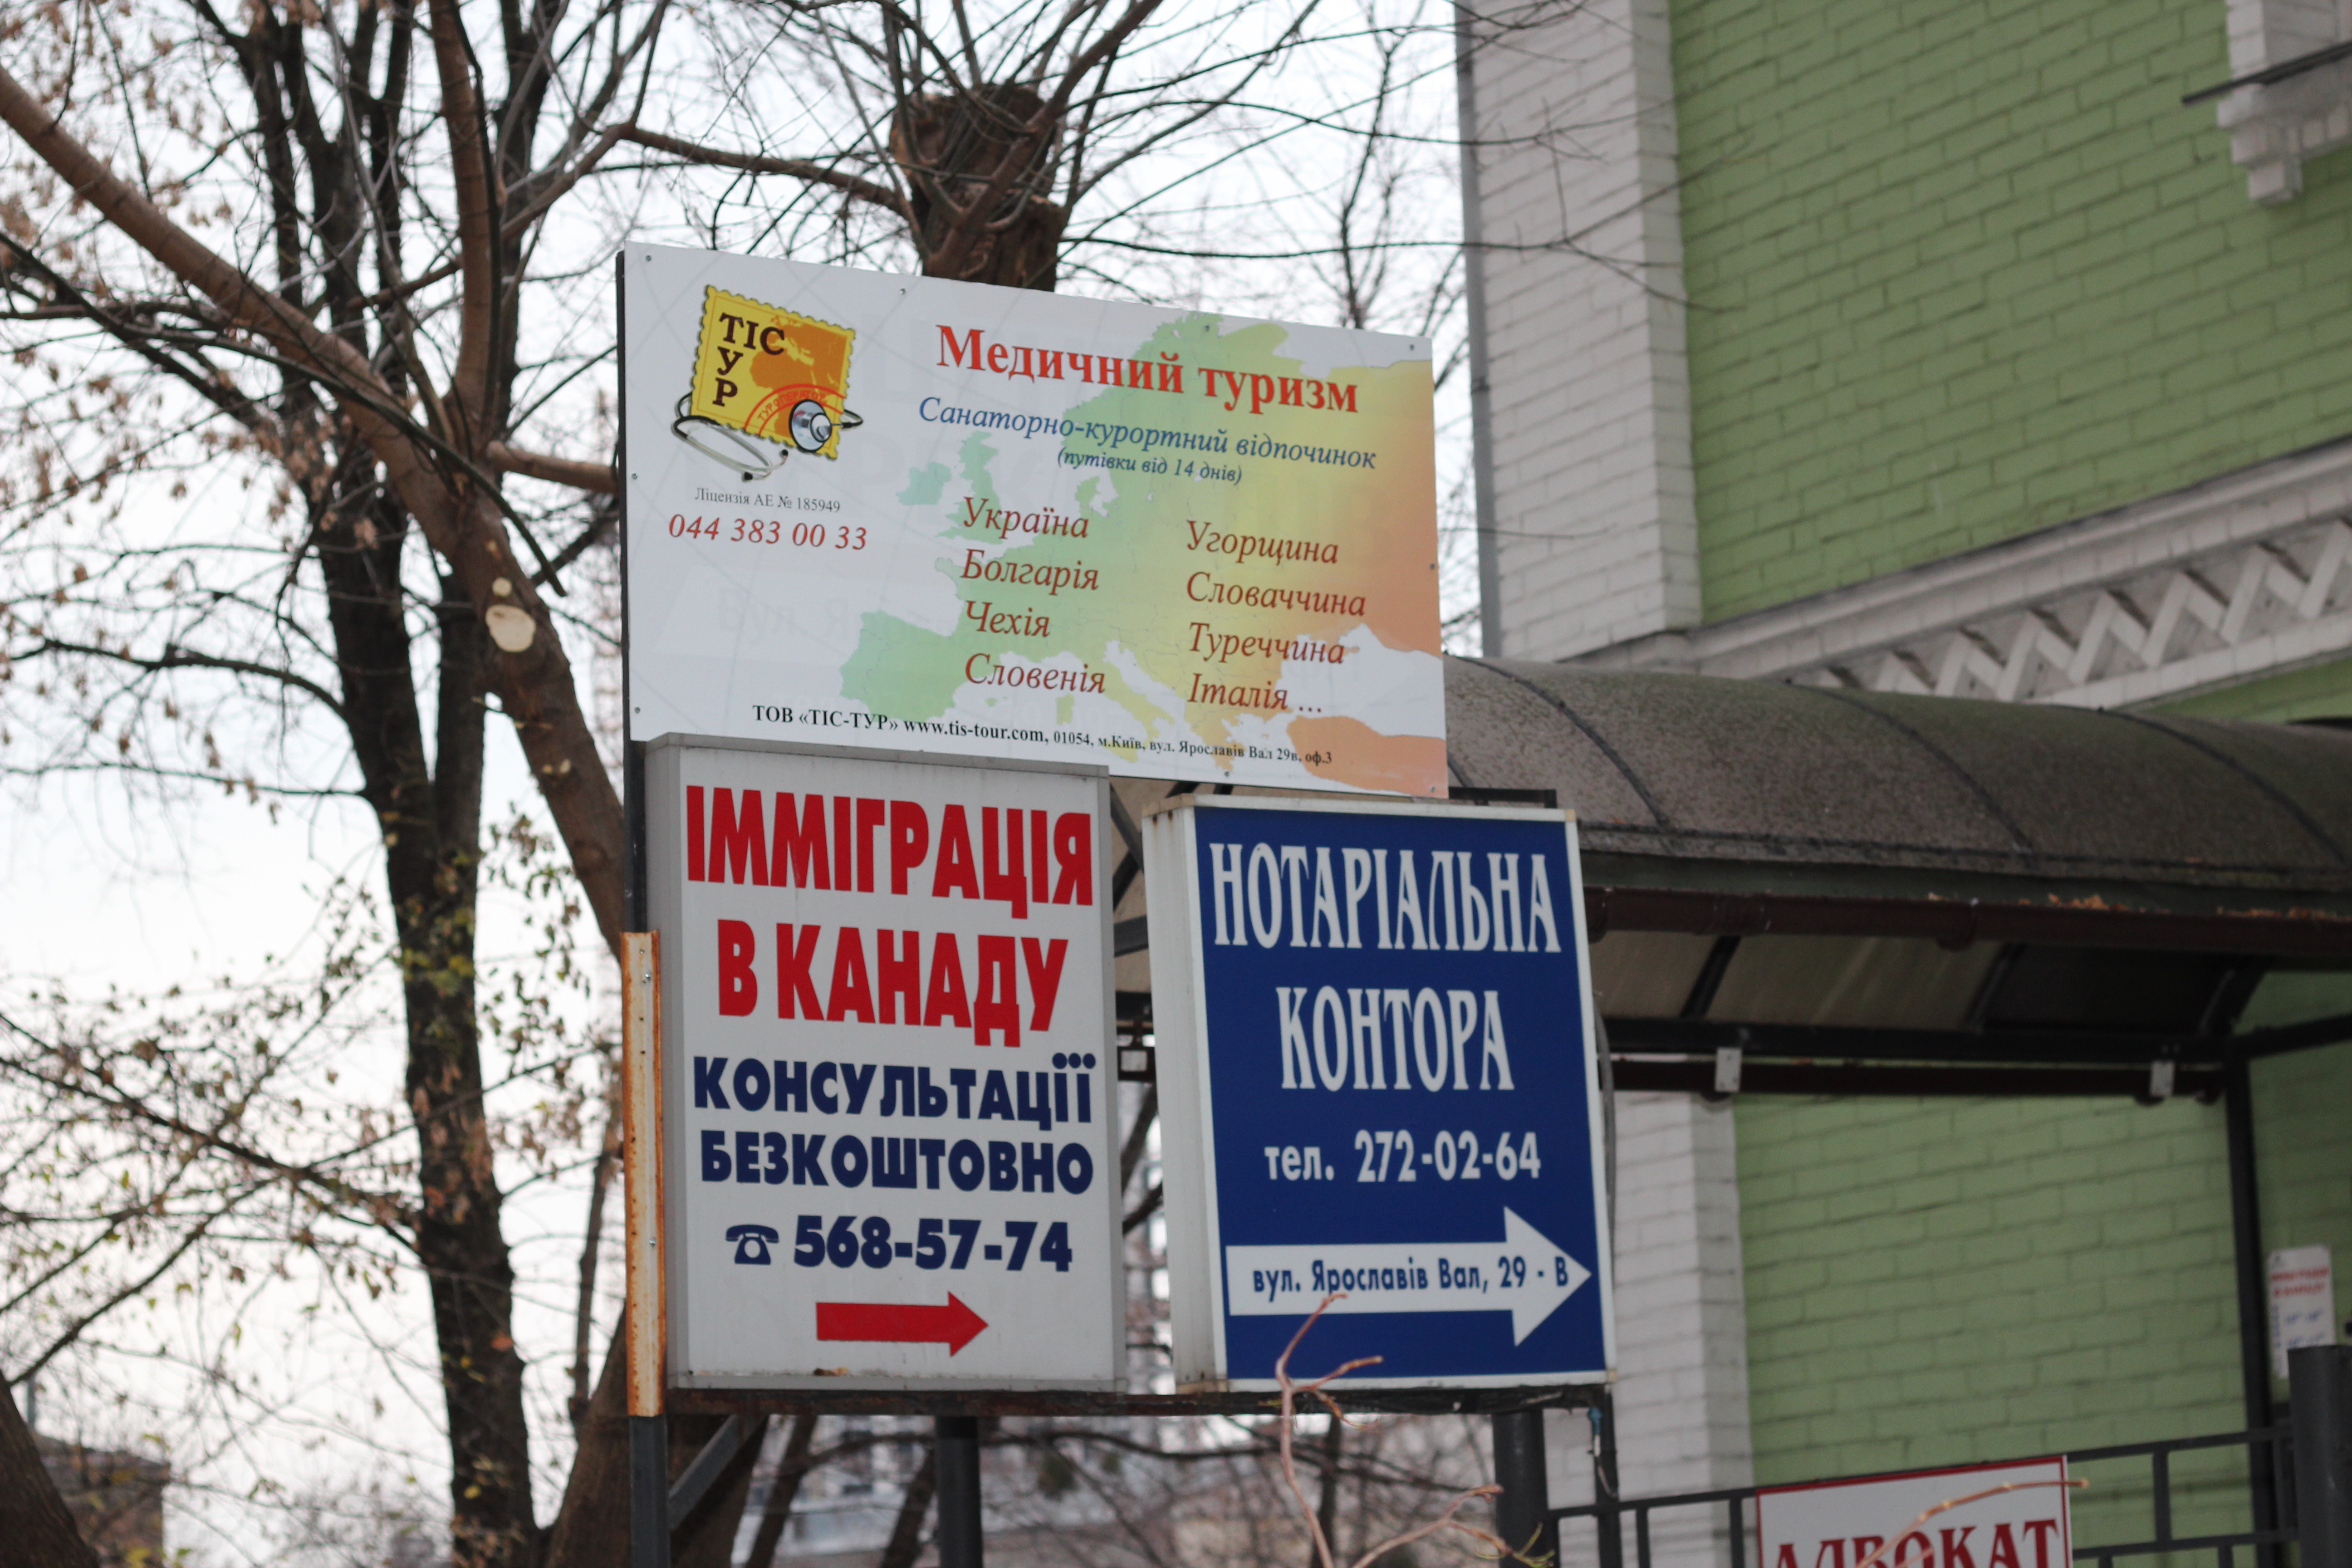 ТІС
УР
ТУРОПЕРАТОР
Ліцензія АЕ № 185949
044 383 00 33
Медичний туризм
Санаторно-курортний відпочинок
(путівки від 14 днів)
Україна
Болгарія
Чехія
Словенія
Угорщина
Словаччина
Туреччина
Італія ...
ТОВ «ТІС-ТУР» www.tis-tour.com, 01054, м.Київ, вул. Ярославів Вал 29в, оф.3
ІММІГРАЦІЯ
В КАНАДУ
КОНСУЛЬТАЦІЇ
БЕЗКОШТОВНО
☎ 568-57-74
НОТАРІАЛЬНА
КОНТОРА
тел. 272-02-64
вул. Ярославів Вал, 29 - В
АДВОКАТ